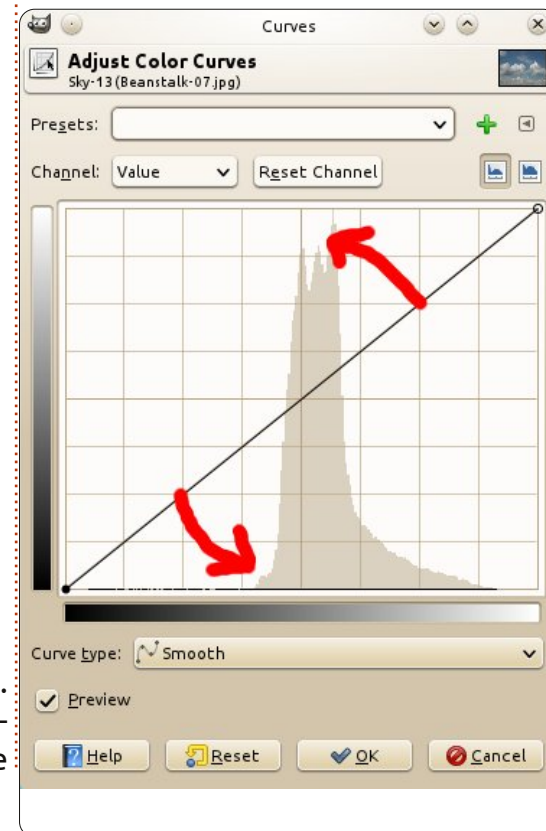 Curves
Adjust Color Curves
Sky-13 (Beanstalk-07.jpg)
Presets:
Channel: Value Reset Channel
Curve type: Smooth
Preview
Help Reset OK Cancel